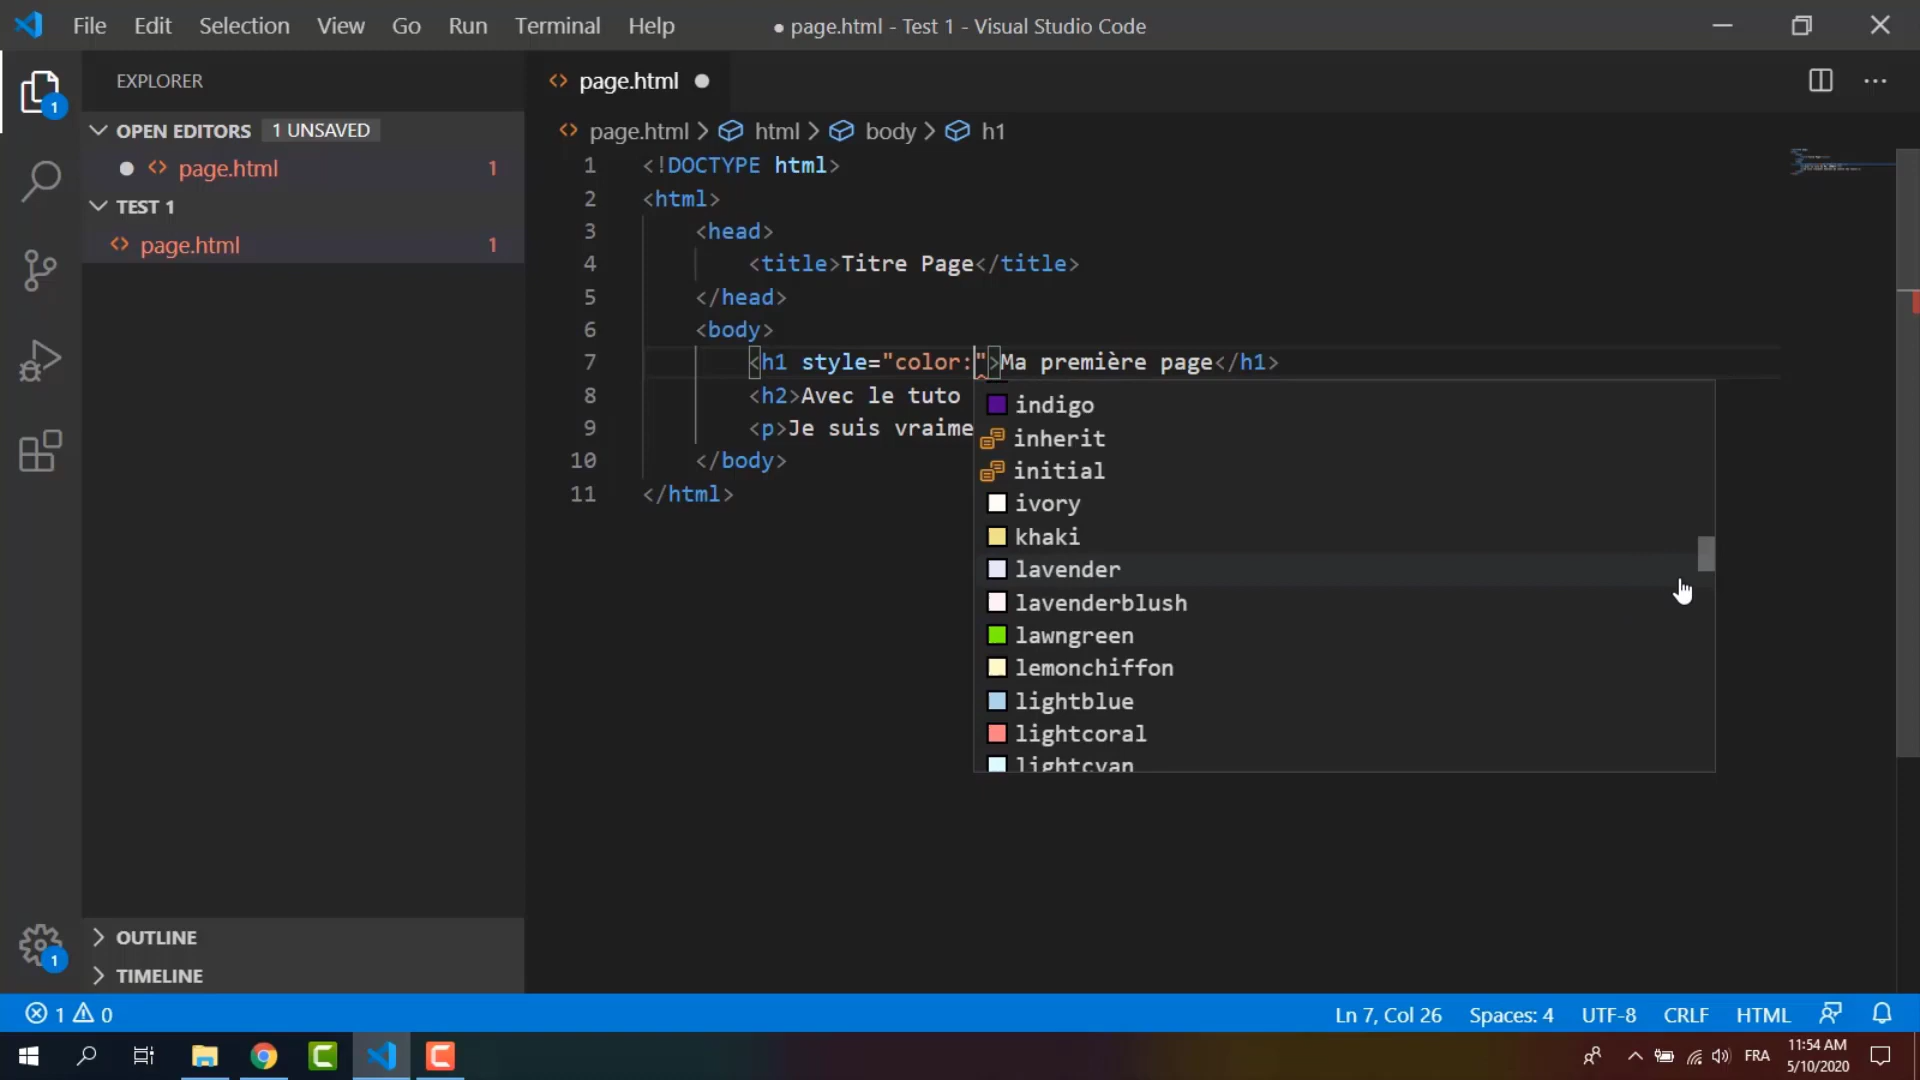 File Edit Selection View Go Run Terminal Help ● page.html - Test 1 - Visual Studio Code
EXPLORER
OPEN EDITORS 1 UNSAVED
page.html 1
TEST 1
page.html 1
OUTLINE
TIMELINE
page.html
page.html > html > body > h1
1 <!DOCTYPE html>
2 <html>
3 <head>
4 <title>Titre Page</title>
5 </head>
6 <body>
7 <h1 style="color:">Ma première page</h1>
8 <h2>Avec le tuto
9 <p>Je suis vraime
10 </body>
11 </html>
indigo
inherit
initial
ivory
khaki
lavender
lavenderblush
lawngreen
lemonchiffon
lightblue
lightcoral
lightcyan
1 0 Ln 7, Col 26 Spaces: 4 UTF-8 CRLF HTML
FRA 11:54 AM
5/10/2020
1
1